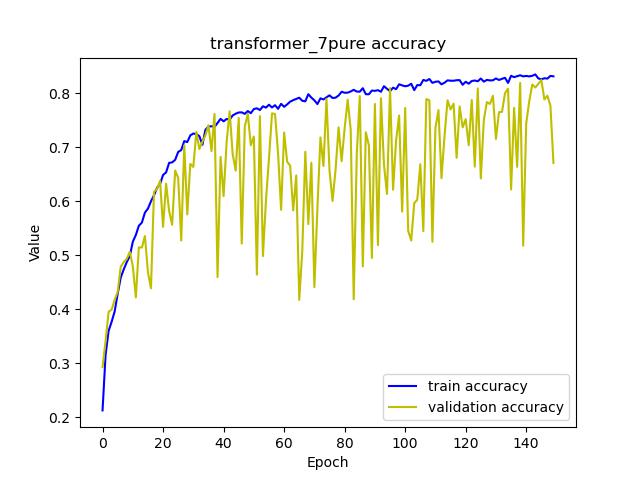 transformer_7pure accuracy
Value
0.8
0.7
0.6
0.5
0.4
0.3
0.2
0 20 40 60 80 100 120 140
Epoch
train accuracy
validation accuracy